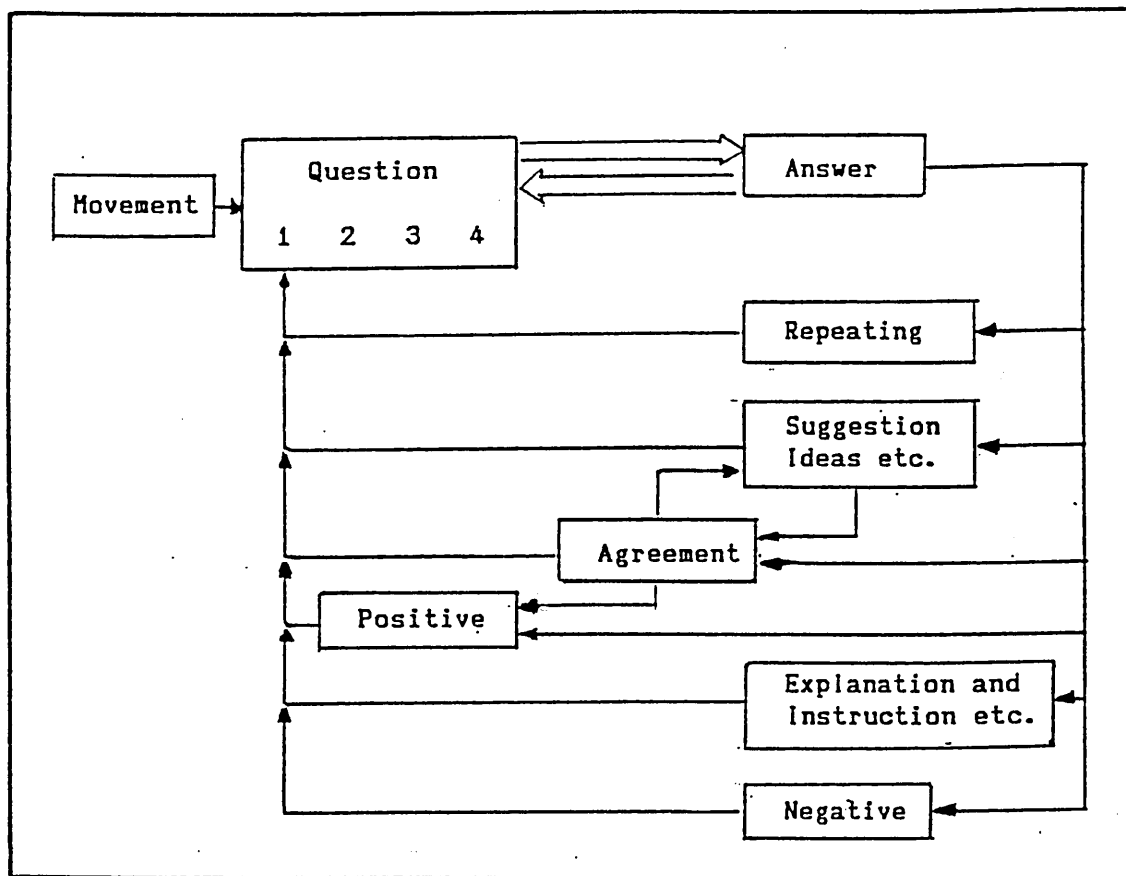 Question
Answer
Movement
1 2 3 4
Repeating
Suggestion
Ideas etc.
Agreement
Positive
Explanation and
Instruction etc.
Negative